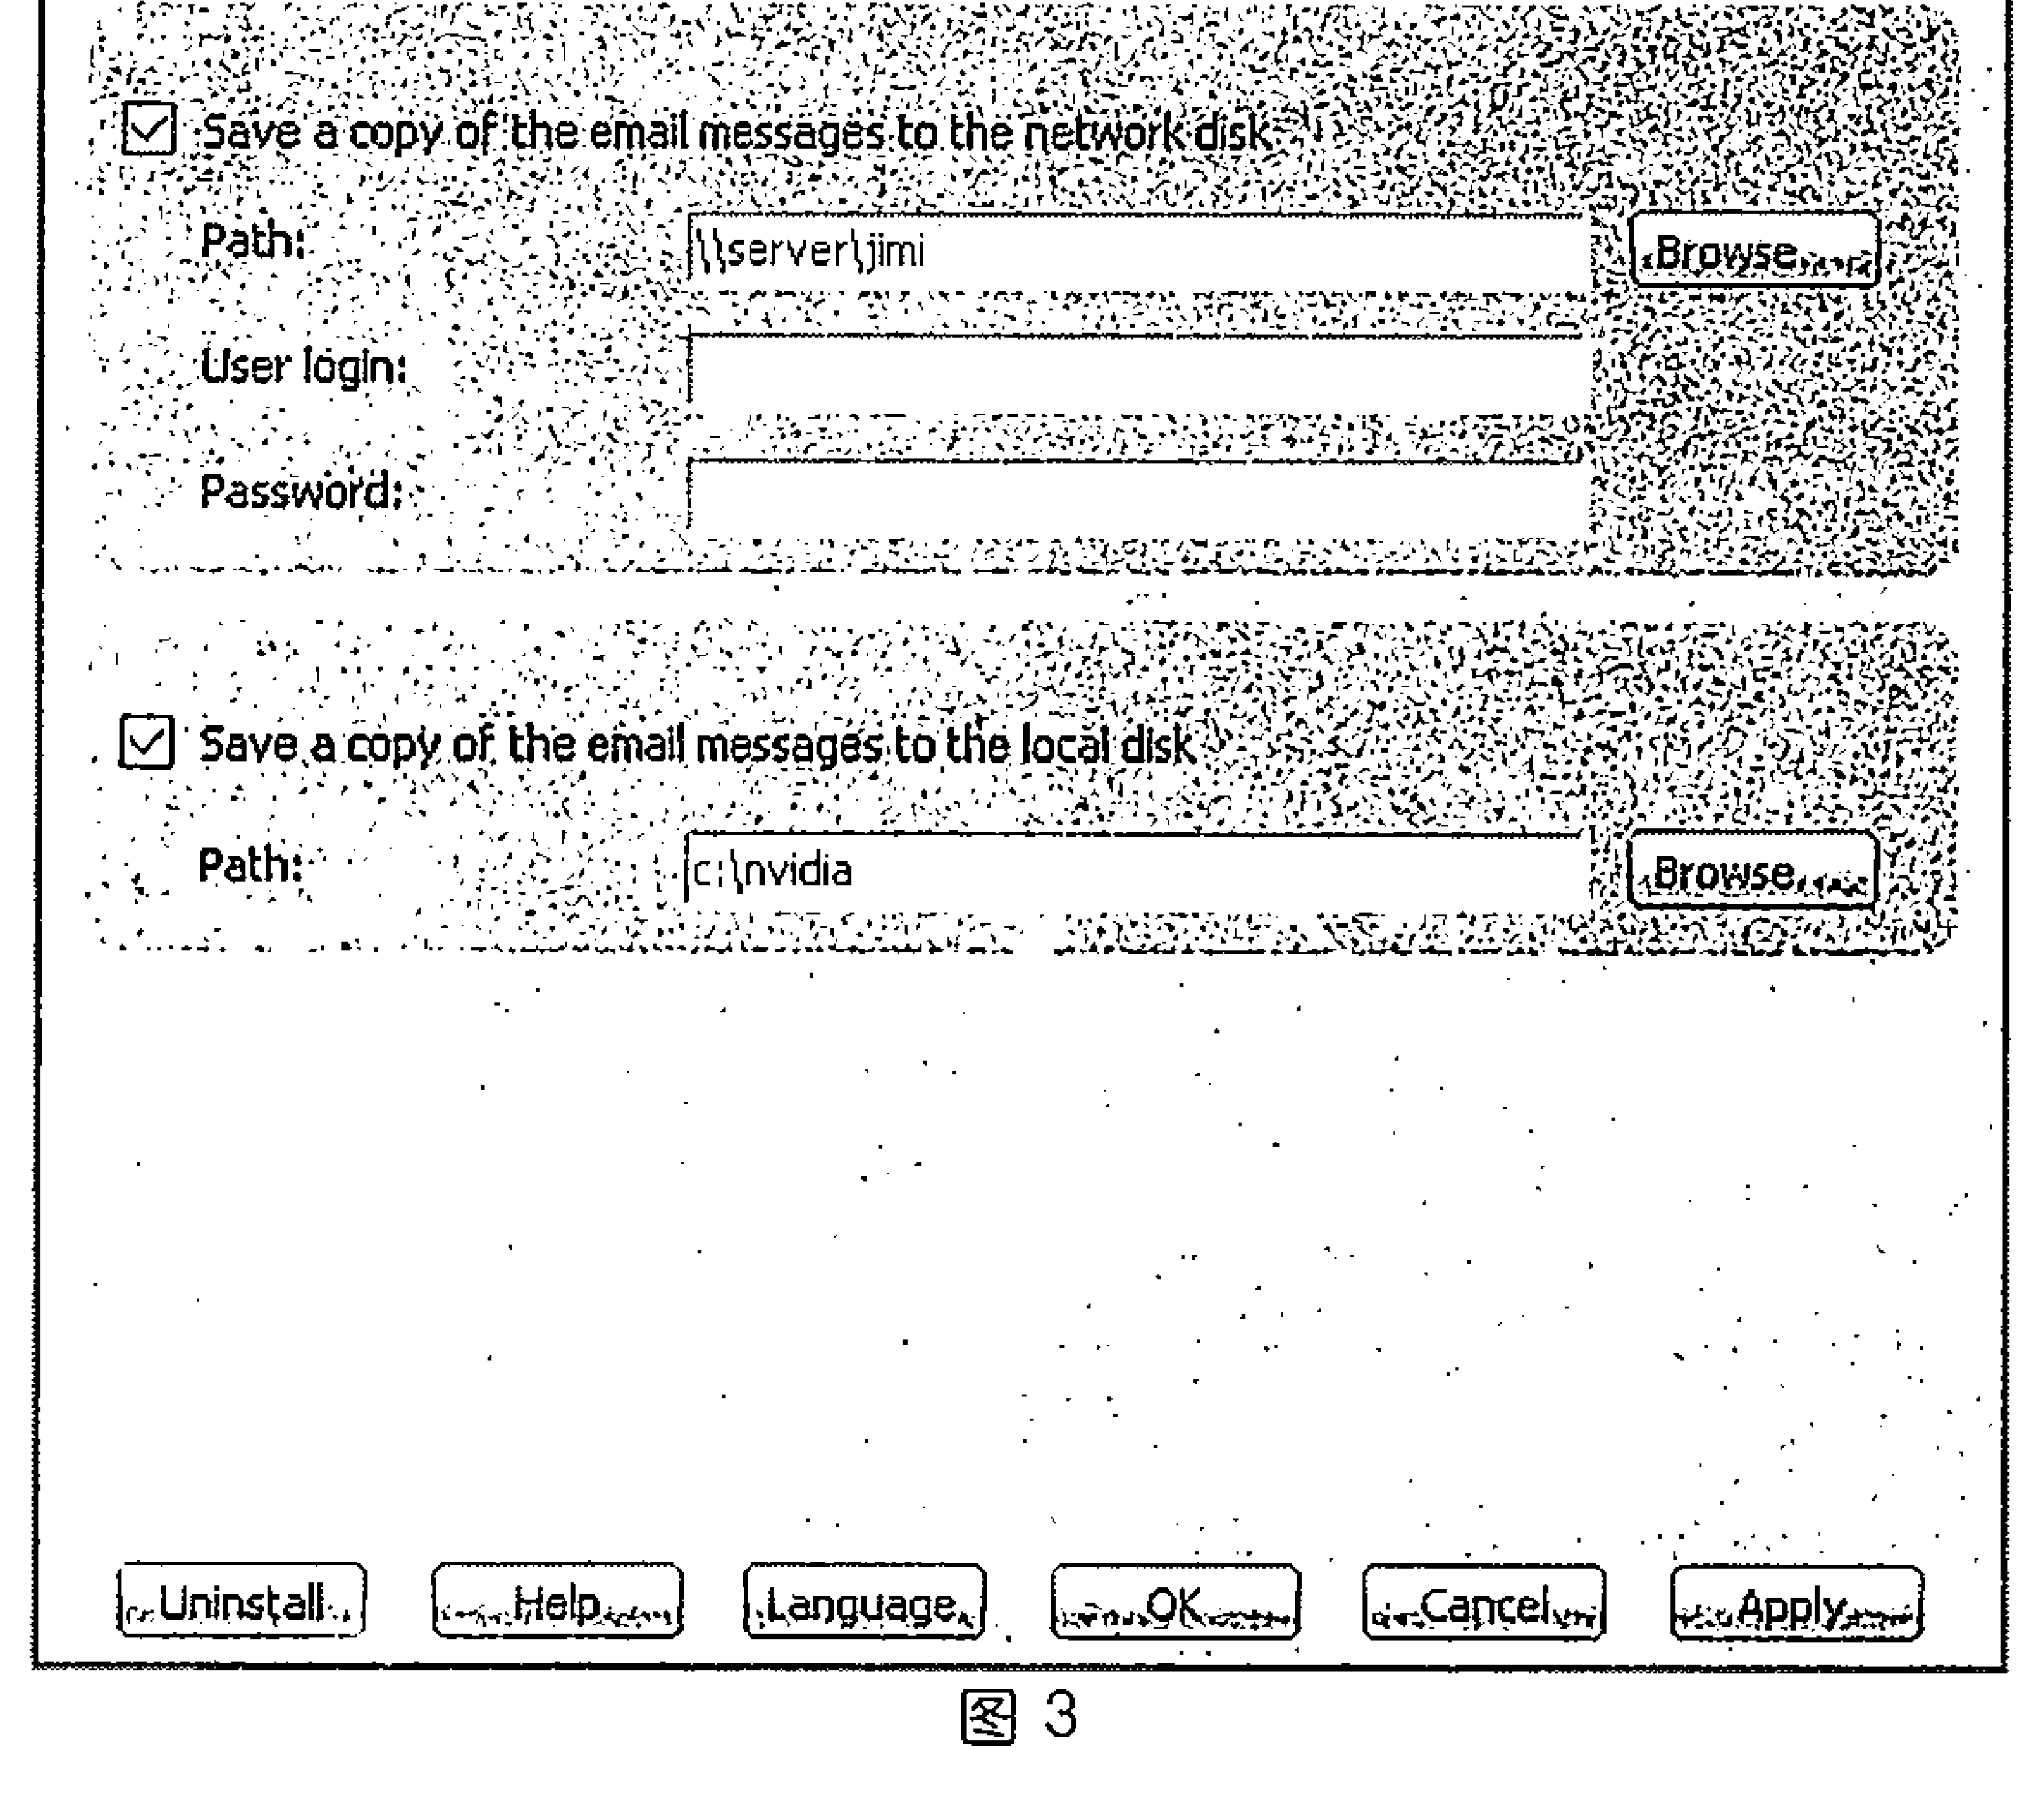 Save a copy of the email messages to the network disk
Path: \\server\jimi Browse...
User login:
Password:
Save a copy of the email messages to the local disk
Path: c:\nvidia Browse...
Uninstall Help Language OK Cancel Apply
图 3